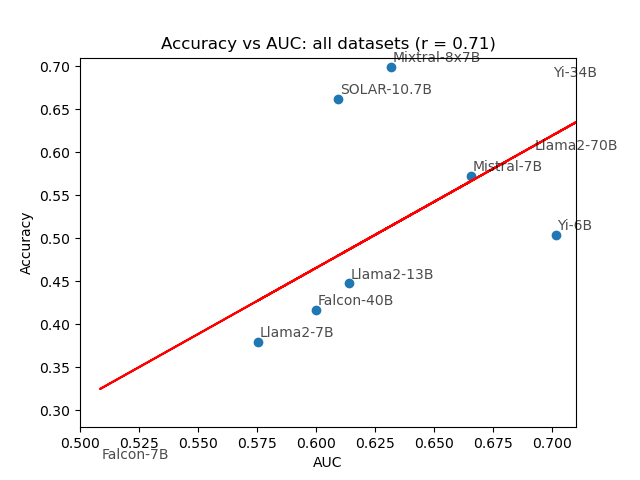 Accuracy vs AUC: all datasets (r = 0.71)
Mixtral-8x7B
0.70
Yi-34B
SOLAR-10.7B
0.65
0.60
Llama2-70B
Mistral-7B
0.55
Yi-6B
0.50
Accuracy
Llama2-13B
0.45
Falcon-40B
0.40
Llama2-7B
0.35
0.30
0.500 0.525 0.550 0.575 0.600 0.625 0.650 0.675 0.700
Falcon-7B
AUC